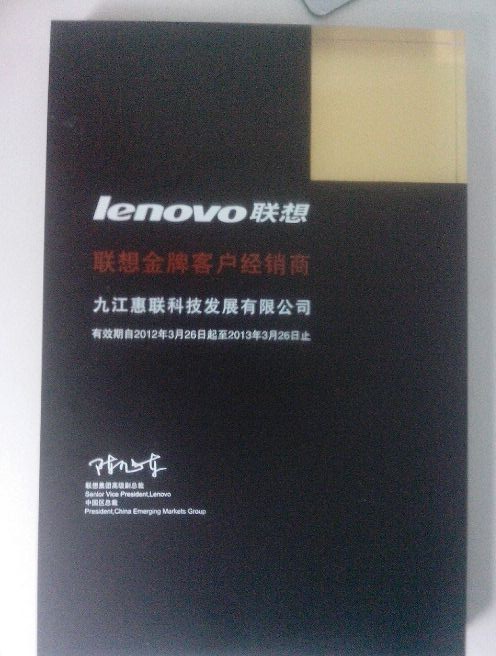 lenovo联想
联想金牌客户经销商
九江惠联科技发展有限公司
有效期自2012年3月26日起至2013年3月26日止
联想集团高级副总裁
Senior Vice President,Lenovo
中国区总裁
President,China Emerging Markets Group